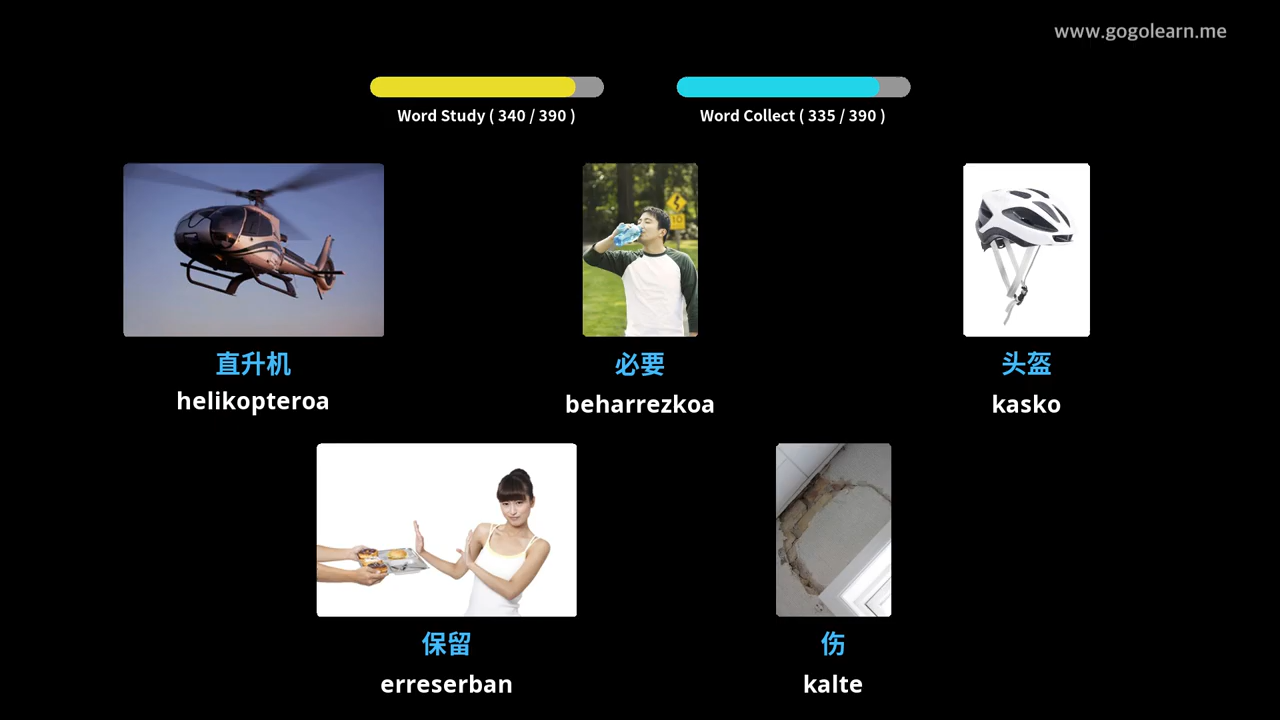 www.gogolearn.me
Word Study ( 340 / 390 )
Word Collect ( 335 / 390 )
直升机
helikopteroa
必要
beharrezkoa
头盔
kasko
保留
erreserban
伤
kalte